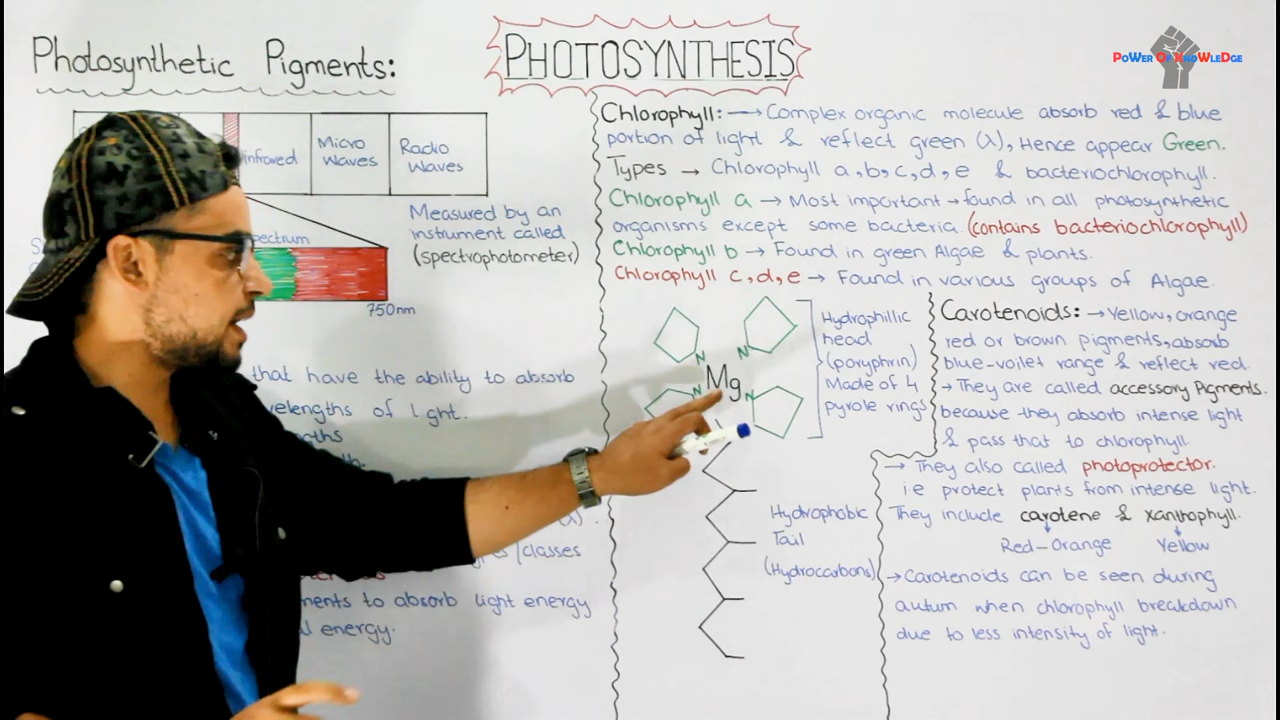 Photosynthetic Pigments:
PHOTOSYNTHESIS
PoWer Of KnoWleDge
infrared
Micro
Waves
Radio
Waves
Measured by an
instrument called
(spectrophotometer)
spectrum
750nm
that have the ability to absorb
velengths of light.
/classes
ments to absorb light energy
energy.
Chlorophyll: → Complex organic molecule absorb red & blue
portion of light & reflect green (λ), Hence appear Green.
Types → Chlorophyll a, b, c, d, e & bacteriochlorophyll.
Chlorophyll a → Most important → found in all photosynthetic
organisms except some bacteria. (contains bacteriochlorophyll)
Chlorophyll b → Found in green Algae & plants.
Chlorophyll c, d, e → Found in various groups of Algae.
N
N
Mg
N
N
Hydrophillic
head
(poryphrin)
Made of 4
pyrole rings
Hydrophobic
Tail
(Hydrocarbons)
Carotenoids: → Yellow, orange
red or brown pigments, absorb
blue-voilet range & reflect red.
→ They are called accessory Pigments.
because they absorb intense light
& pass that to chlorophyll.
→ They also called photoprotector.
i.e protect plants from intense light.
They include carotene & xanthophyll.
Red-Orange Yellow
→ Carotenoids can be seen during
autum when chlorophyll breakdown
due to less intensity of light.